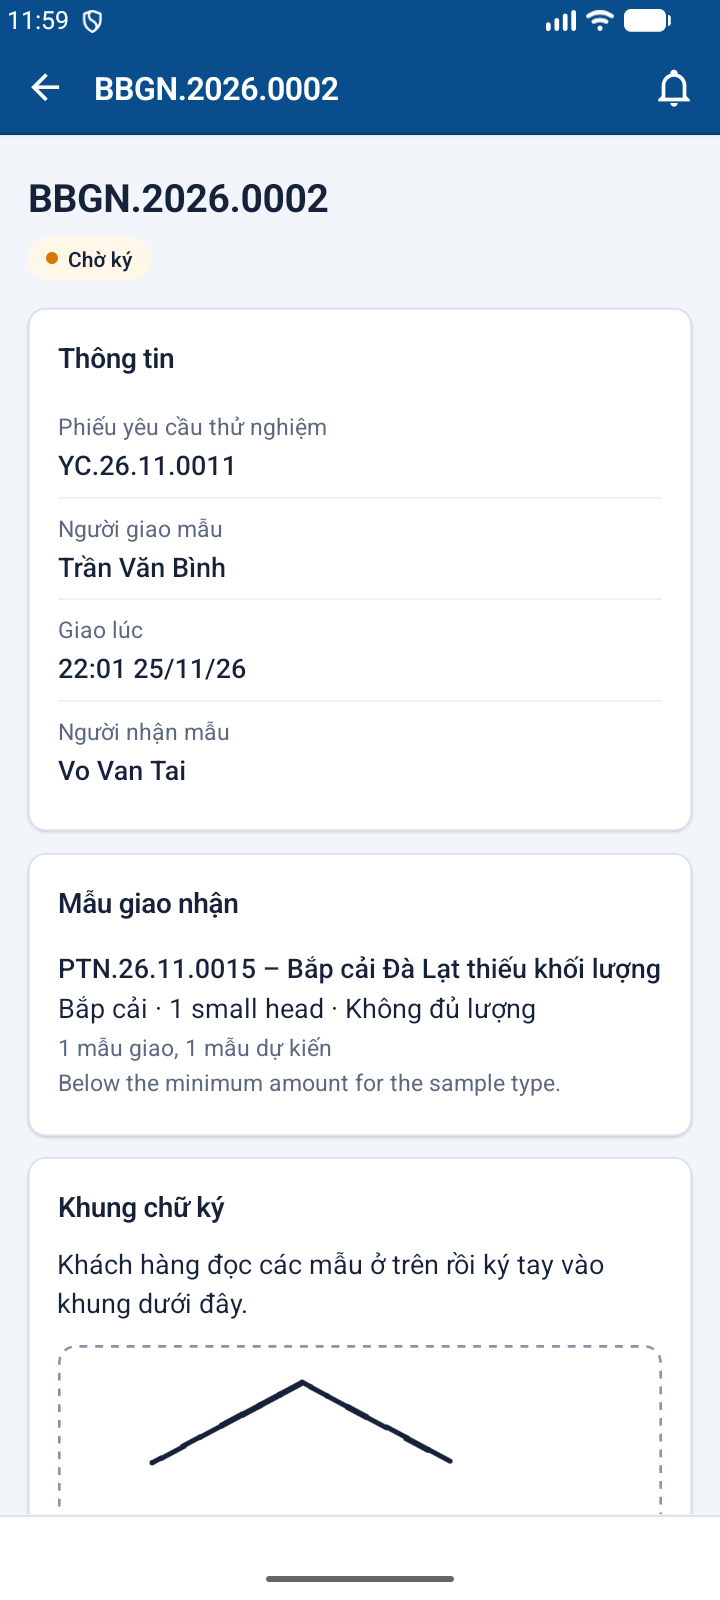 11:59
BBGN.2026.0002
BBGN.2026.0002
Chờ ký
Thông tin
Phiếu yêu cầu thử nghiệm
YC.26.11.0011
Người giao mẫu
Trần Văn Bình
Giao lúc
22:01 25/11/26
Người nhận mẫu
Vo Van Tai
Mẫu giao nhận
PTN.26.11.0015 – Bắp cải Đà Lạt thiếu khối lượng
Bắp cải · 1 small head · Không đủ lượng
1 mẫu giao, 1 mẫu dự kiến
Below the minimum amount for the sample type.
Khung chữ ký
Khách hàng đọc các mẫu ở trên rồi ký tay vào
khung dưới đây.